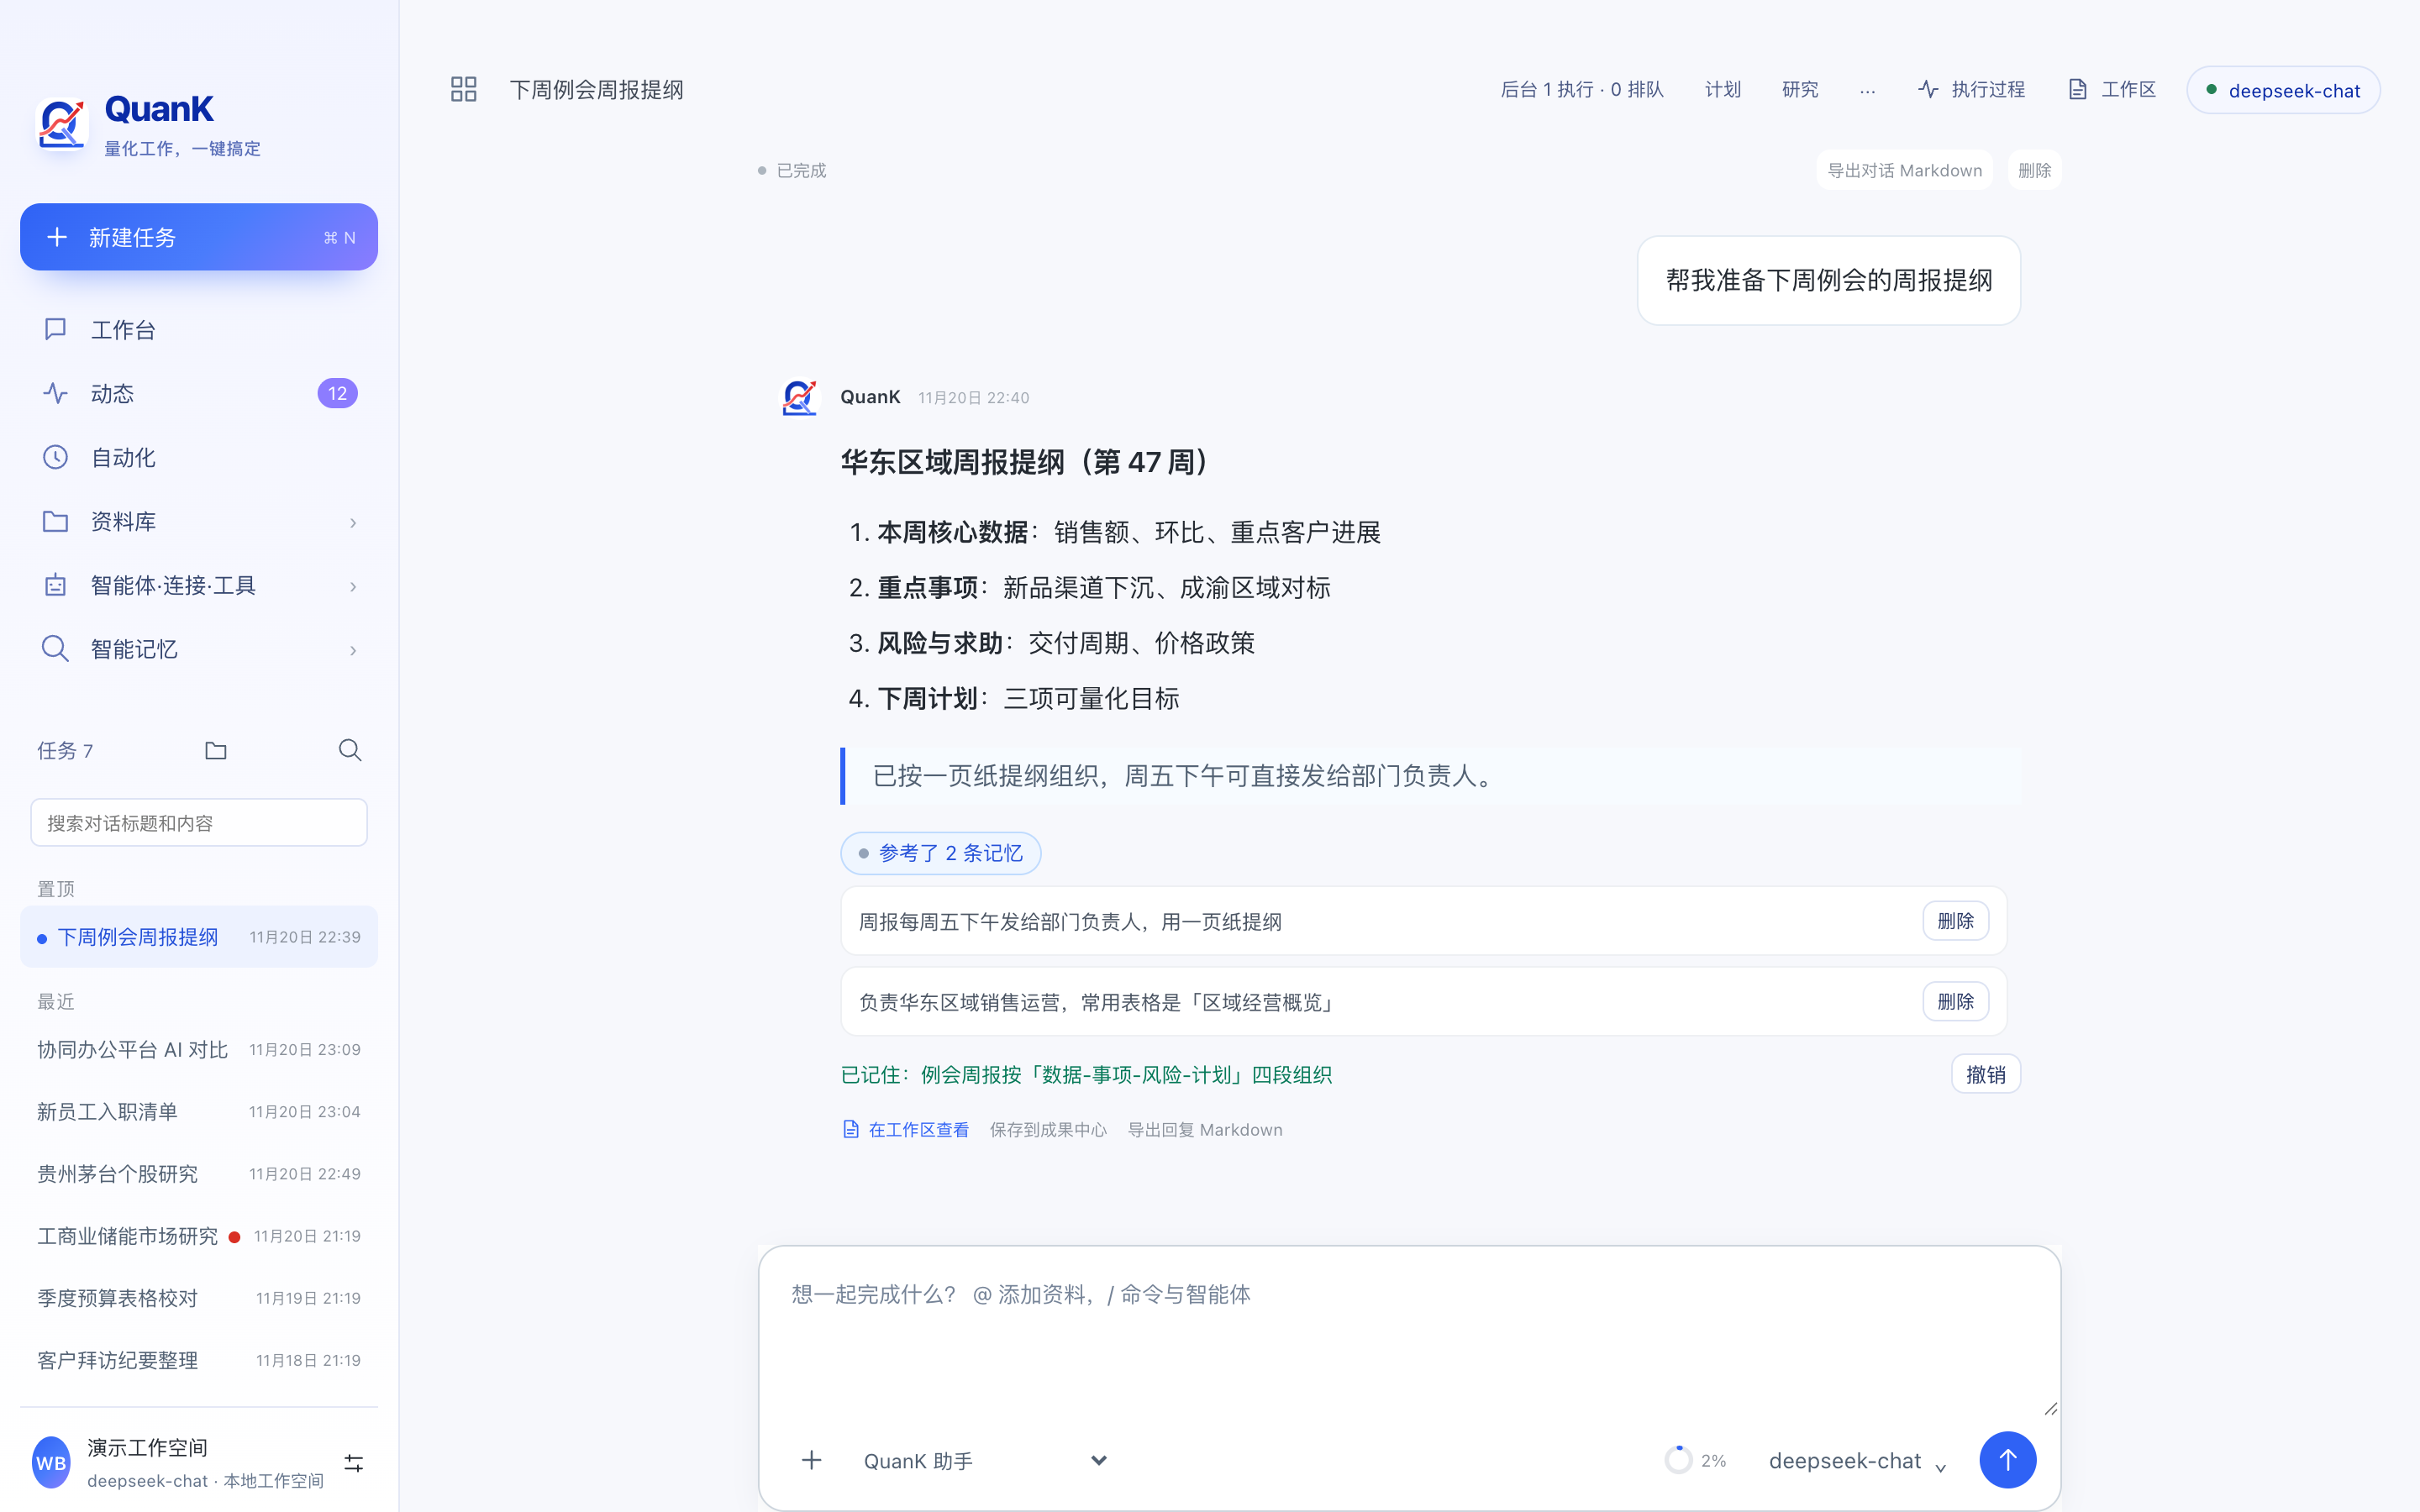 QuanK
量化工作，一键搞定
新建任务 ⌘ N
工作台
动态 12
自动化
资料库
智能体·连接·工具
智能记忆
任务 7
搜索对话标题和内容
置顶
下周例会周报提纲 11月20日 22:39
最近
协同办公平台 AI 对比 11月20日 23:09
新员工入职清单 11月20日 23:04
贵州茅台个股研究 11月20日 22:49
工商业储能市场研究 11月20日 21:19
季度预算表格校对 11月19日 21:19
客户拜访纪要整理 11月18日 21:19
WB
演示工作空间
deepseek-chat · 本地工作空间
下周例会周报提纲
后台 1 执行 · 0 排队 计划 研究 ... 执行过程 工作区 deepseek-chat
已完成 导出对话 Markdown 删除
帮我准备下周例会的周报提纲
QuanK 11月20日 22:40
华东区域周报提纲（第 47 周）
1. 本周核心数据：销售额、环比、重点客户进展
2. 重点事项：新品渠道下沉、成渝区域对标
3. 风险与求助：交付周期、价格政策
4. 下周计划：三项可量化目标
已按一页纸提纲组织，周五下午可直接发给部门负责人。
参考了 2 条记忆
周报每周五下午发给部门负责人，用一页纸提纲 删除
负责华东区域销售运营，常用表格是「区域经营概览」 删除
已记住：例会周报按「数据-事项-风险-计划」四段组织 撤销
在工作区查看 保存到成果中心 导出回复 Markdown
想一起完成什么？ @ 添加资料，/ 命令与智能体
QuanK 助手 2% deepseek-chat